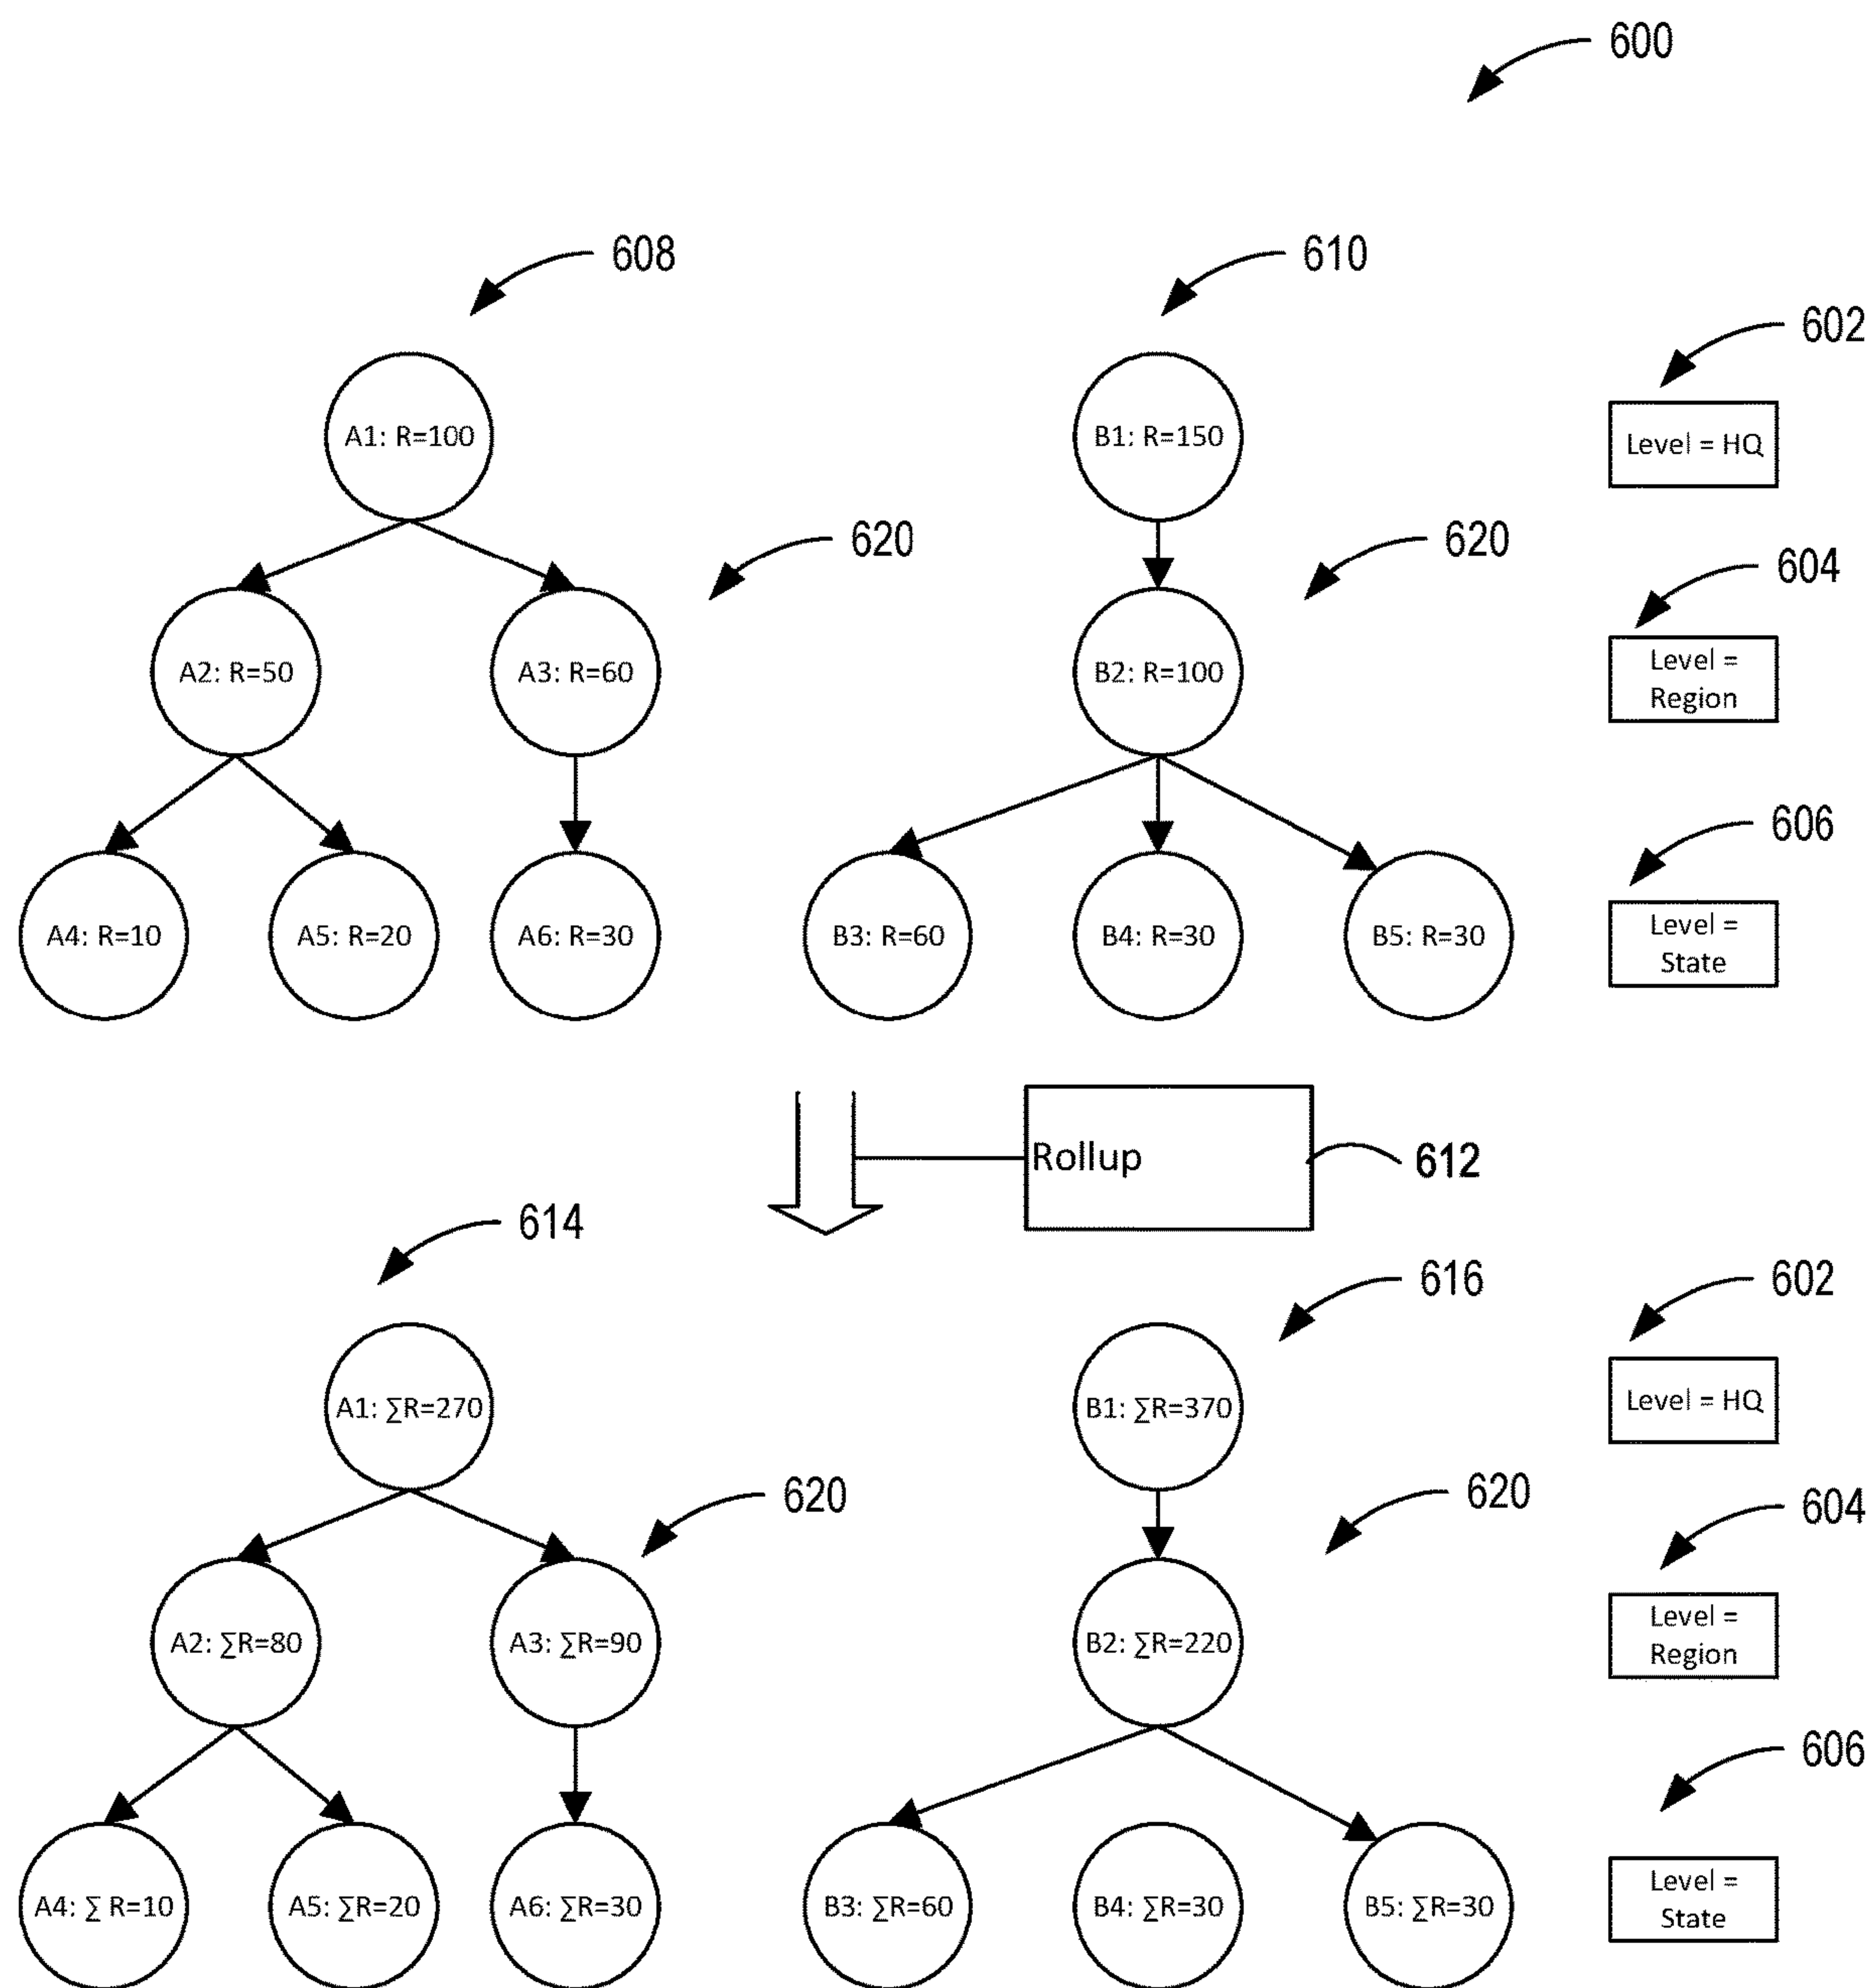 600
608
610
602
A1: R=100
B1: R=150
Level = HQ
620
620
604
A2: R=50
A3: R=60
B2: R=100
Level =
Region
606
A4: R=10
A5: R=20
A6: R=30
B3: R=60
B4: R=30
B5: R=30
Level =
State
Rollup
612
614
616
602
A1: ∑R=270
B1: ∑R=370
Level = HQ
620
620
604
A2: ∑R=80
A3: ∑R=90
B2: ∑R=220
Level =
Region
606
A4: ∑ R=10
A5: ∑R=20
A6: ∑R=30
B3: ∑R=60
B4: ∑R=30
B5: ∑R=30
Level =
State